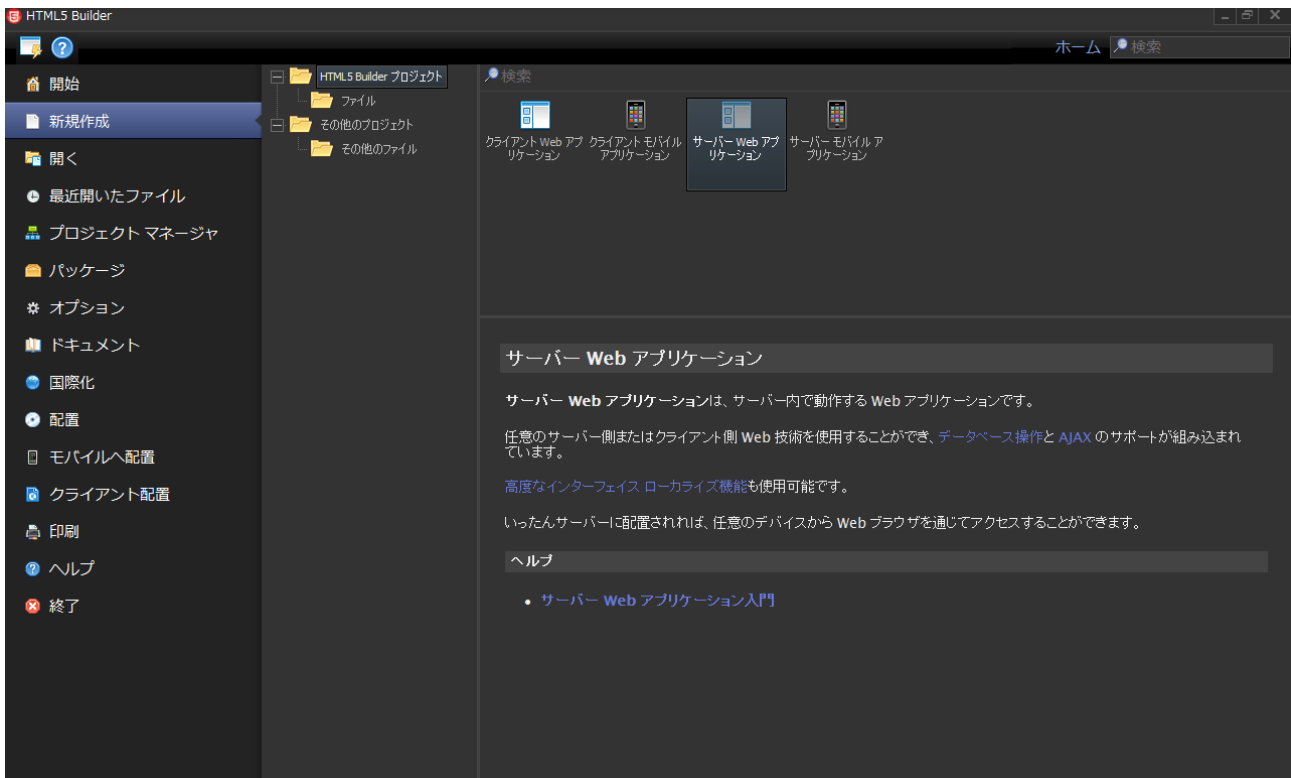 HTML5 Builder
ホーム
検索
開始
新規作成
開く
最近開いたファイル
プロジェクト マネージャ
パッケージ
オプション
ドキュメント
国際化
配置
モバイルへ配置
クライアント配置
印刷
ヘルプ
終了
HTML5 Builder プロジェクト
ファイル
その他のプロジェクト
その他のファイル
検索
クライアント Web アプ
リケーション
クライアント モバイル
アプリケーション
サーバー Web アプ
リケーション
サーバー モバイル ア
プリケーション
サーバー Web アプリケーション
サーバー Web アプリケーションは、サーバー内で動作する Web アプリケーションです。
任意のサーバー側またはクライアント側 Web 技術を使用することができ、データベース操作と AJAX のサポートが組み込まれ
ています。
高度なインターフェイス ローカライズ機能も使用可能です。
いったんサーバーに配置されれば、任意のデバイスから Web ブラウザを通じてアクセスすることができます。
ヘルプ
サーバー Web アプリケーション入門